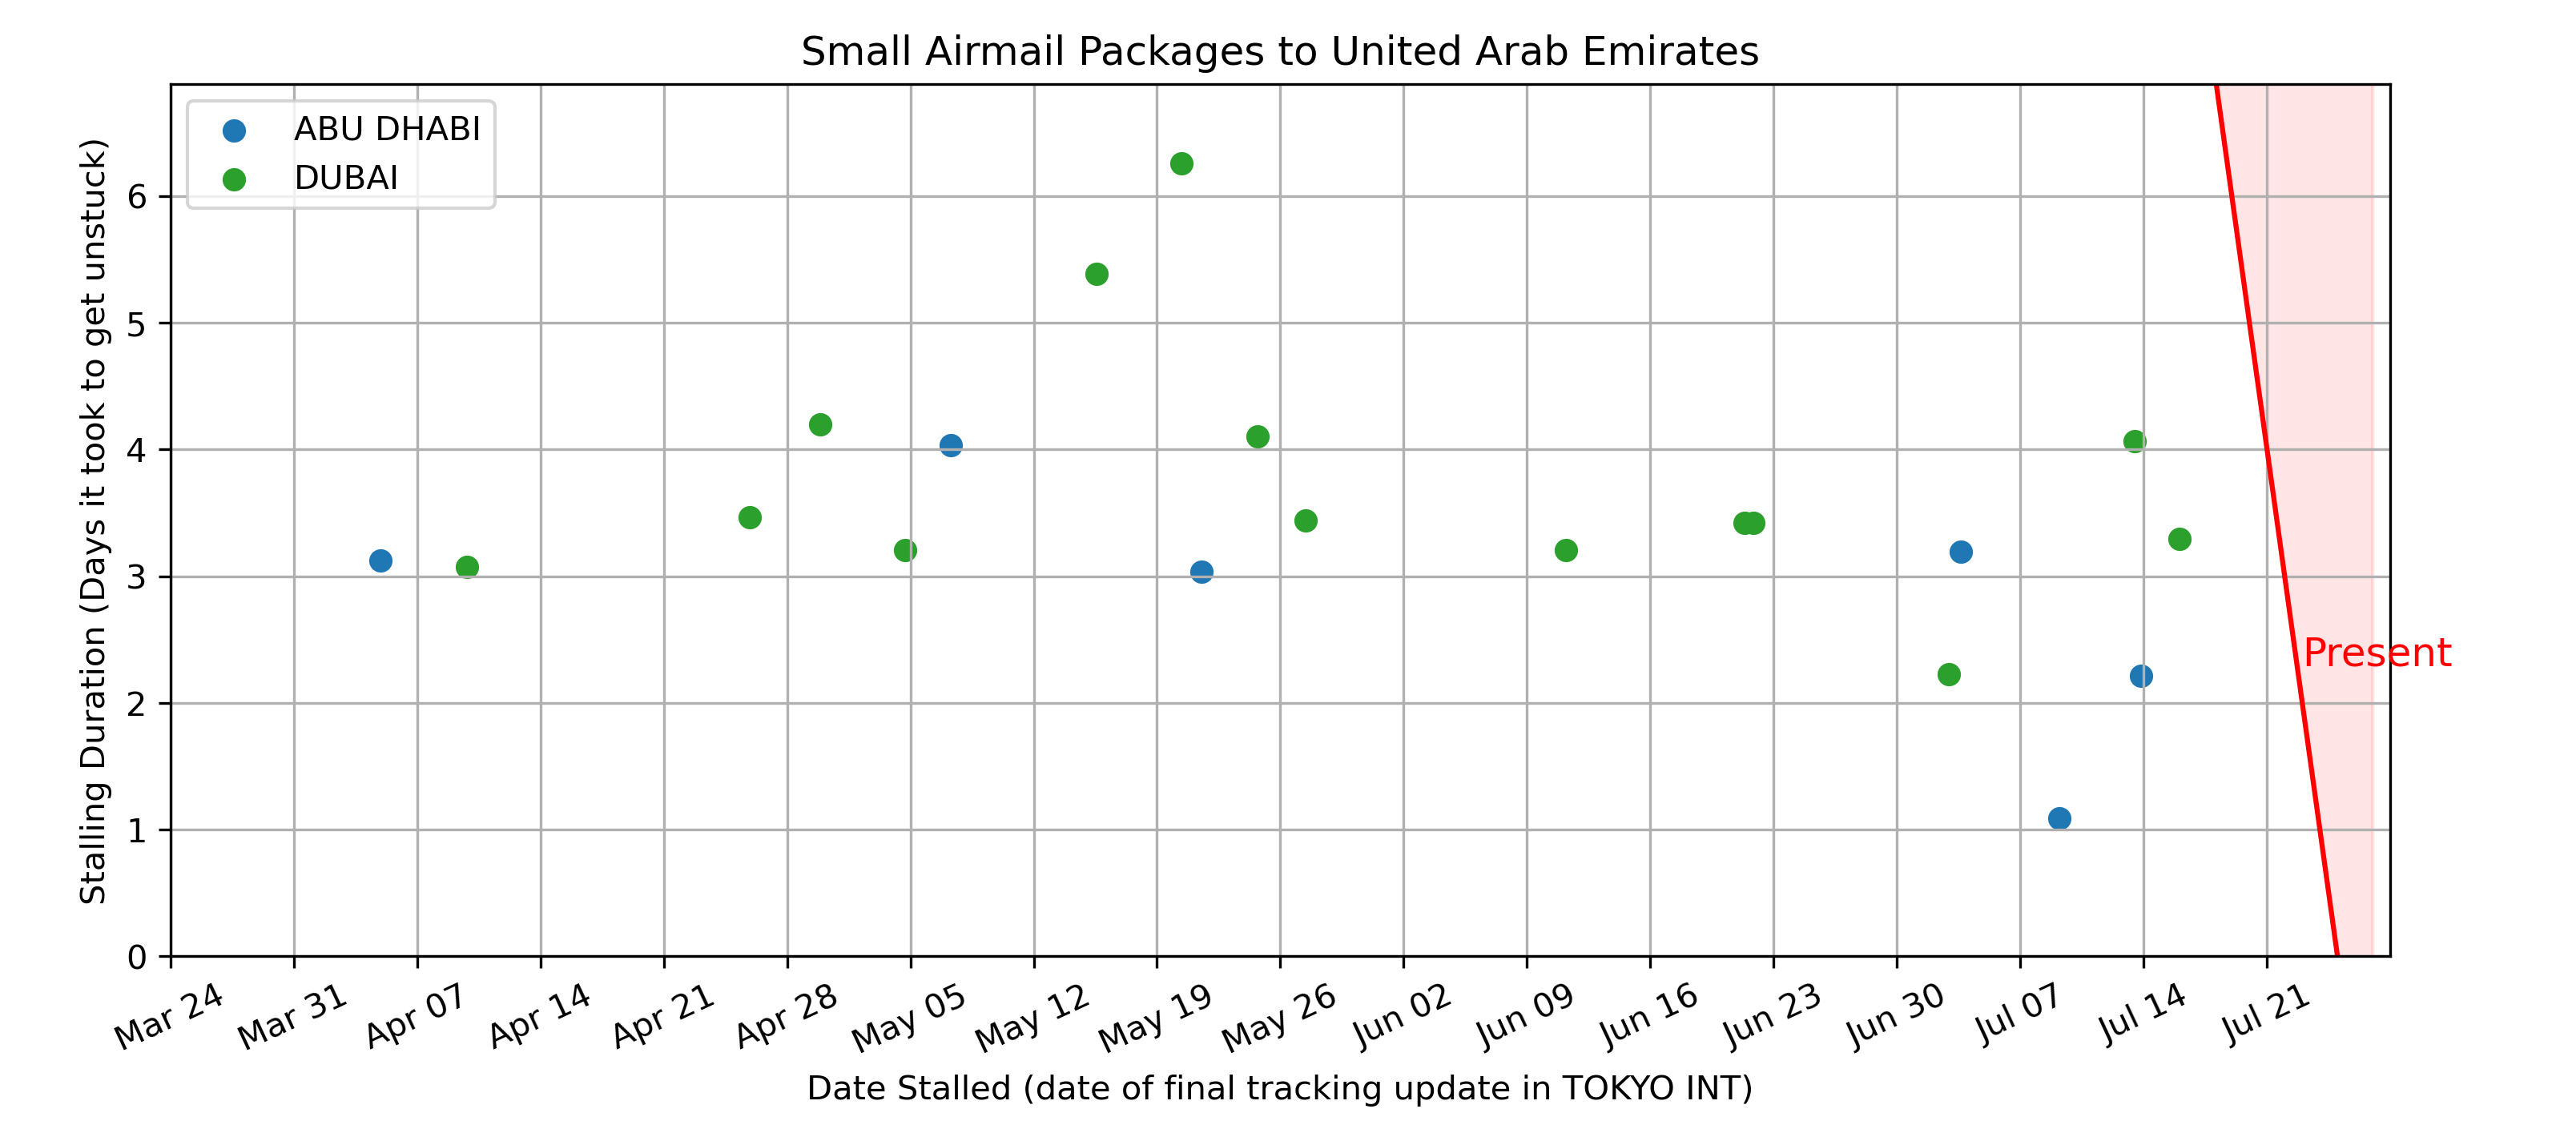 Small Airmail Packages to United Arab Emirates
ABU DHABI
DUBAI
Stalling Duration (Days it took to get unstuck)
6
5
4
3
2
1
0
Present
Mar 24
Mar 31
Apr 07
Apr 14
Apr 21
Apr 28
May 05
May 12
May 19
May 26
Jun 02
Jun 09
Jun 16
Jun 23
Jun 30
Jul 07
Jul 14
Jul 21
Date Stalled (date of final tracking update in TOKYO INT)